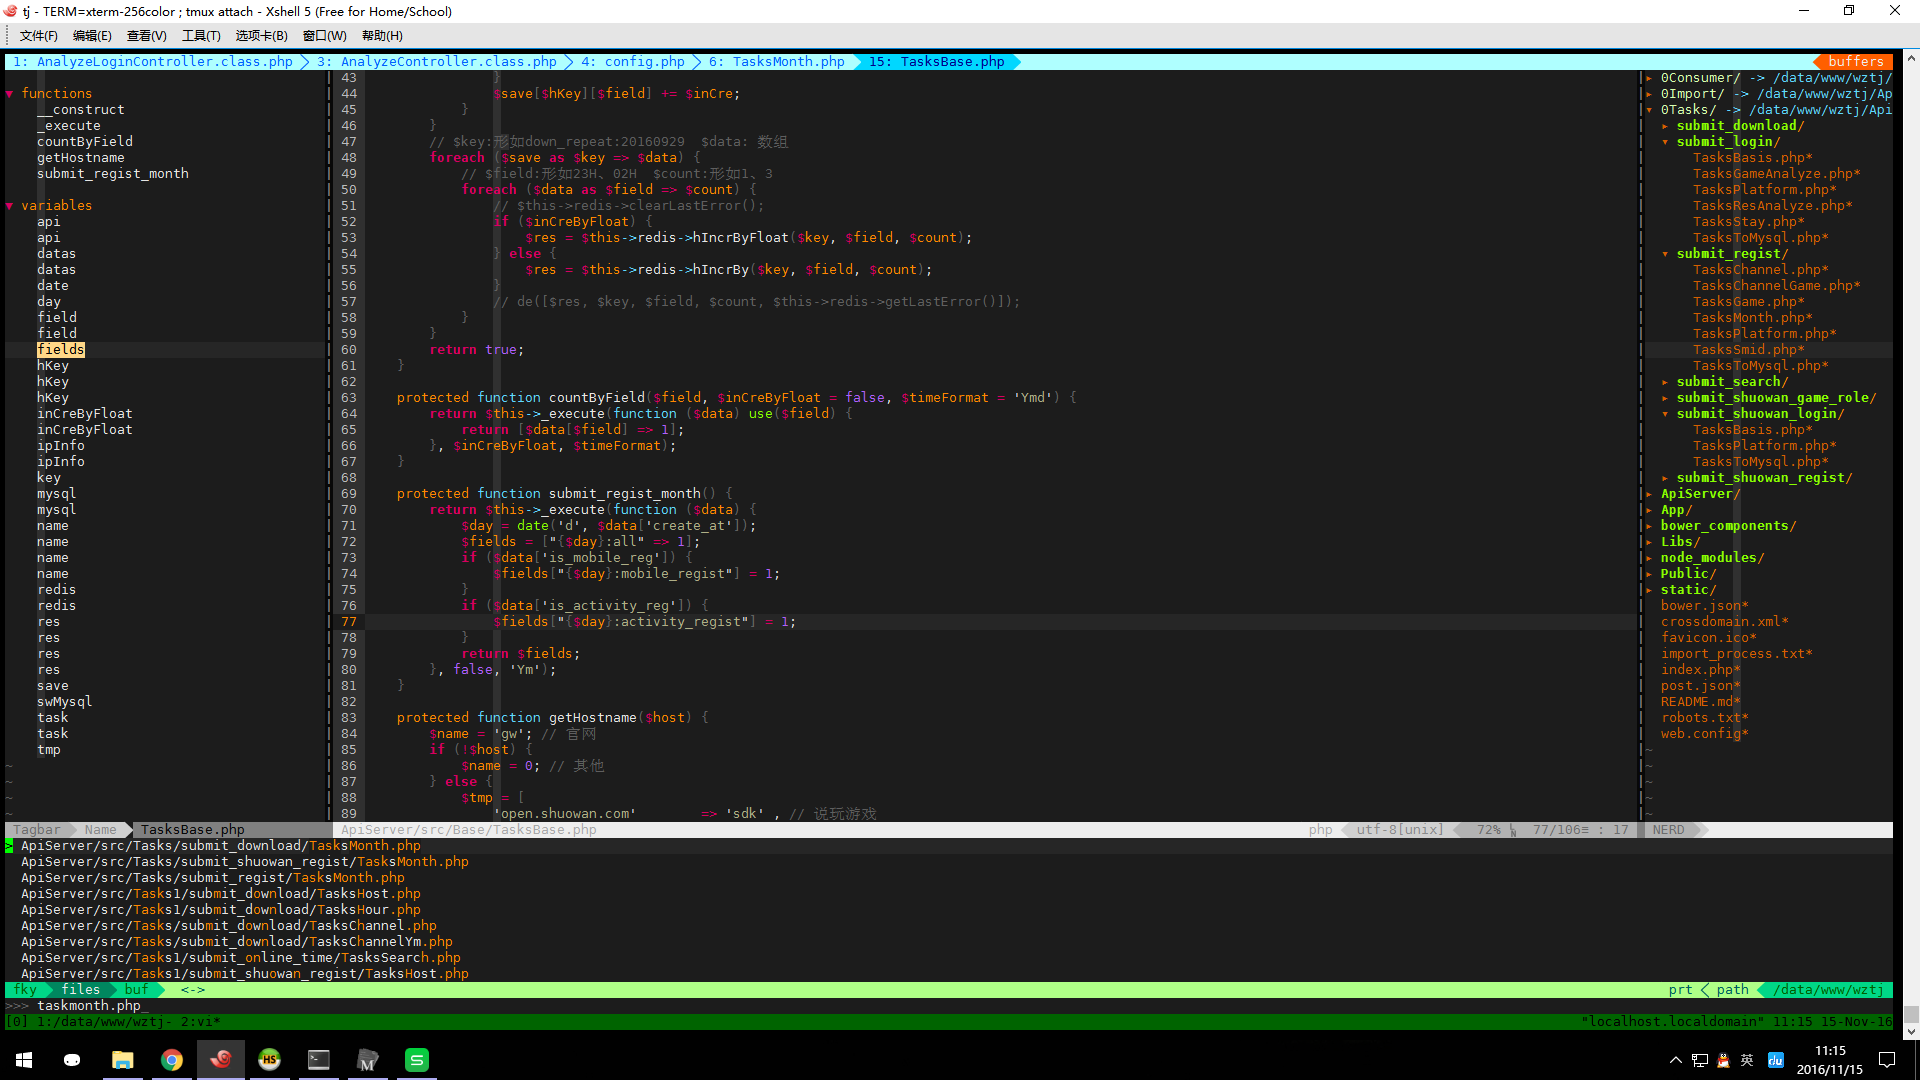 tj - TERM=xterm-256color ; tmux attach - Xshell 5 (Free for Home/School)
文件(F) 编辑(E) 查看(V) 工具(T) 选项卡(B) 窗口(W) 帮助(H)
1: AnalyzeLoginController.class.php 3: AnalyzeController.class.php 4: config.php 6: TasksMonth.php 15: TasksBase.php buffers
▼ functions
__construct
_execute
countByField
getHostname
submit_regist_month
▼ variables
api
api
datas
datas
date
day
field
field
fields
hKey
hKey
hKey
inCreByFloat
inCreByFloat
ipInfo
ipInfo
key
mysql
mysql
name
name
name
name
redis
redis
res
res
res
res
save
swMysql
task
task
tmp
~
~
~
~
43 }
44 $save[$hKey][$field] += $inCre;
45 }
46 }
47 // $key:形如down_repeat:20160929  $data: 数组
48 foreach ($save as $key => $data) {
49 // $field:形如23H、02H  $count:形如1、3
50 foreach ($data as $field => $count) {
51 // $this->redis->clearLastError();
52 if ($inCreByFloat) {
53 $res = $this->redis->hIncrByFloat($key, $field, $count);
54 } else {
55 $res = $this->redis->hIncrBy($key, $field, $count);
56 }
57 // de([$res, $key, $field, $count, $this->redis->getLastError()]);
58 }
59 }
60 return true;
61 }
62
63 protected function countByField($field, $inCreByFloat = false, $timeFormat = 'Ymd') {
64 return $this->_execute(function ($data) use($field) {
65 return [$data[$field] => 1];
66 }, $inCreByFloat, $timeFormat);
67 }
68
69 protected function submit_regist_month() {
70 return $this->_execute(function ($data) {
71 $day = date('d', $data['create_at']);
72 $fields = ["{$day}:all" => 1];
73 if ($data['is_mobile_reg']) {
74 $fields["{$day}:mobile_regist"] = 1;
75 }
76 if ($data['is_activity_reg']) {
77 $fields["{$day}:activity_regist"] = 1;
78 }
79 return $fields;
80 }, false, 'Ym');
81 }
82
83 protected function getHostname($host) {
84 $name = 'gw'; // 官网
85 if (!$host) {
86 $name = 0; // 其他
87 } else {
88 $tmp = [
89 'open.shuowan.com' => 'sdk' , // 说玩游戏
▸ 0Consumer/ -> /data/www/wztj/
▸ 0Import/ -> /data/www/wztj/Ap
▾ 0Tasks/ -> /data/www/wztj/Api
▸ submit_download/
▾ submit_login/
TasksBasis.php*
TasksGameAnalyze.php*
TasksPlatform.php*
TasksResAnalyze.php*
TasksStay.php*
TasksToMysql.php*
▾ submit_regist/
TasksChannel.php*
TasksChannelGame.php*
TasksGame.php*
TasksMonth.php*
TasksPlatform.php*
TasksSmid.php*
TasksToMysql.php*
▸ submit_search/
▸ submit_shuowan_game_role/
▾ submit_shuowan_login/
TasksBasis.php*
TasksPlatform.php*
TasksToMysql.php*
▸ submit_shuowan_regist/
▸ ApiServer/
▸ App/
▸ bower_components/
▸ Libs/
▸ node_modules/
▸ Public/
▸ static/
bower.json*
crossdomain.xml*
favicon.ico*
import_process.txt*
index.php*
post.json*
README.md*
robots.txt*
web.config*
~
~
~
~
~
Tagbar Name TasksBase.php ApiServer/src/Base/TasksBase.php php utf-8[unix] 72% 77/106≡ : 17 NERD
> ApiServer/src/Tasks/submit_download/TasksMonth.php
ApiServer/src/Tasks/submit_shuowan_regist/TasksMonth.php
ApiServer/src/Tasks/submit_regist/TasksMonth.php
ApiServer/src/Tasks1/submit_download/TasksHost.php
ApiServer/src/Tasks1/submit_download/TasksHour.php
ApiServer/src/Tasks/submit_download/TasksChannel.php
ApiServer/src/Tasks/submit_download/TasksChannelYm.php
ApiServer/src/Tasks1/submit_online_time/TasksSearch.php
ApiServer/src/Tasks1/submit_shuowan_regist/TasksHost.php
fky files buf <-> prt path /data/www/wztj
>>> taskmonth.php_
[0] 1:/data/www/wztj- 2:vi* "localhost.localdomain" 11:15 15-Nov-16
HS M S 英 du 11:15
2016/11/15